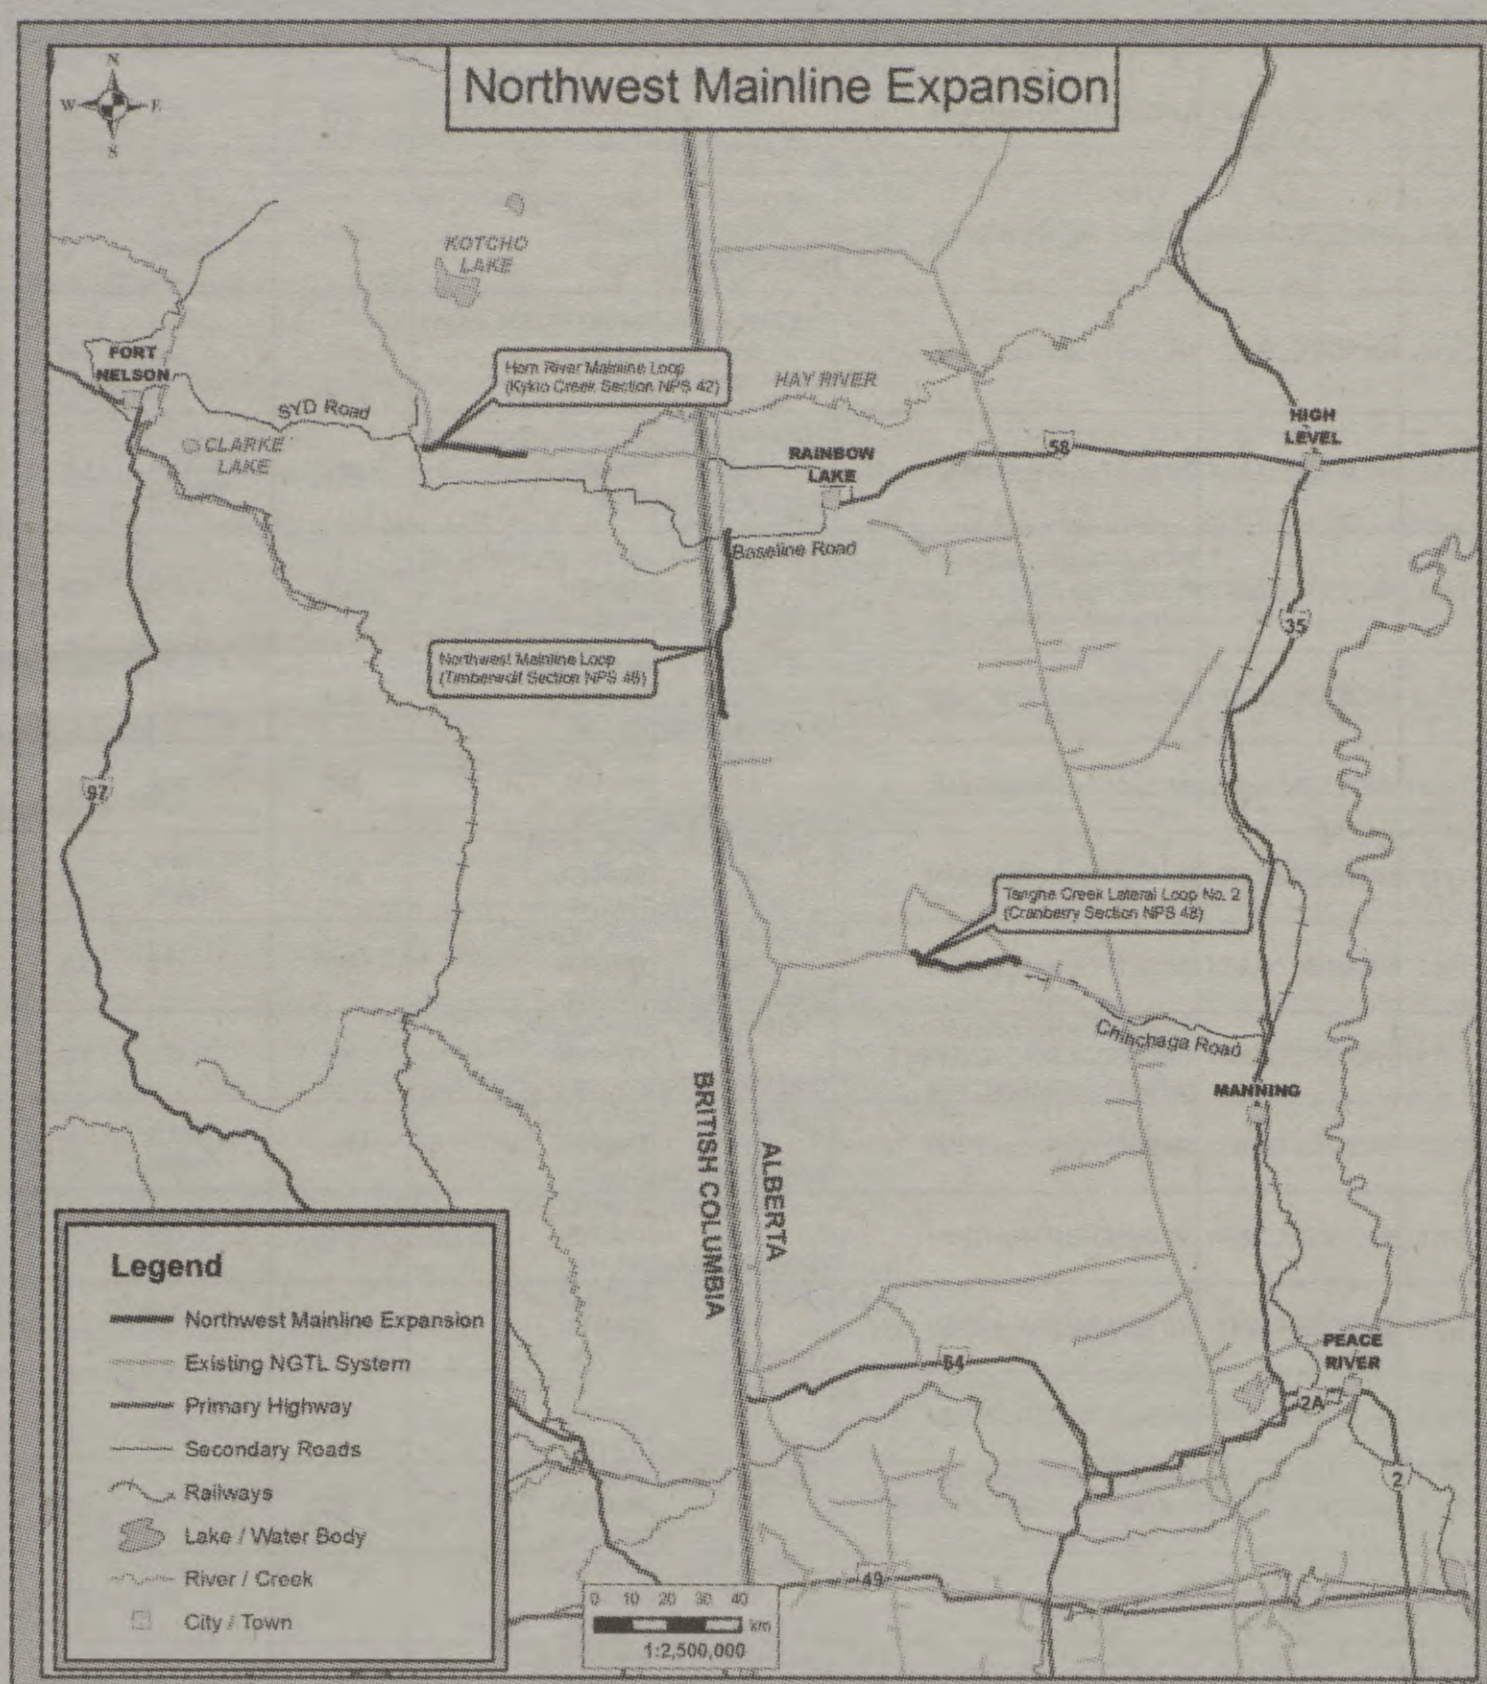 Northwest Mainline Expansion
N
W E
S
KOTCHO
LAKE
FORT
NELSON
SYD Road
CLARKE
LAKE
Horn River Mainline Loop
(Kyklo Creek Section NPS 42)
HAY RIVER
RAINBOW
LAKE
58
HIGH
LEVEL
Baseline Road
35
Northwest Mainline Loop
(Timberwolf Section NPS 48)
97
Tanghe Creek Lateral Loop No. 2
(Cranberry Section NPS 48)
Chinchaga Road
MANNING
BRITISH COLUMBIA
ALBERTA
PEACE
RIVER
64
2A
2
49
Legend
Northwest Mainline Expansion
Existing NGTL System
Primary Highway
Secondary Roads
Railways
Lake / Water Body
River / Creek
City / Town
0 10 20 30 40
km
1:2,500,000